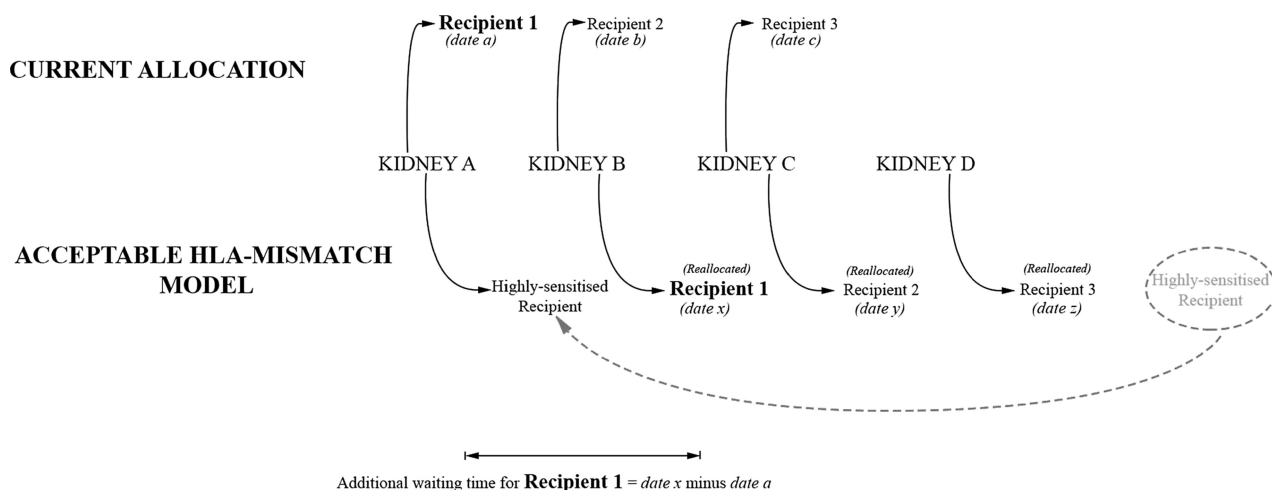 Recipient 1
(date a)
Recipient 2
(date b)
Recipient 3
(date c)
CURRENT ALLOCATION
KIDNEY A
KIDNEY B
KIDNEY C
KIDNEY D
ACCEPTABLE HLA-MISMATCH
MODEL
Highly-sensitised
Recipient
(Reallocated)
Recipient 1
(date x)
(Reallocated)
Recipient 2
(date y)
(Reallocated)
Recipient 3
(date z)
Highly-sensitised
Recipient
Additional waiting time for Recipient 1 = date x minus date a